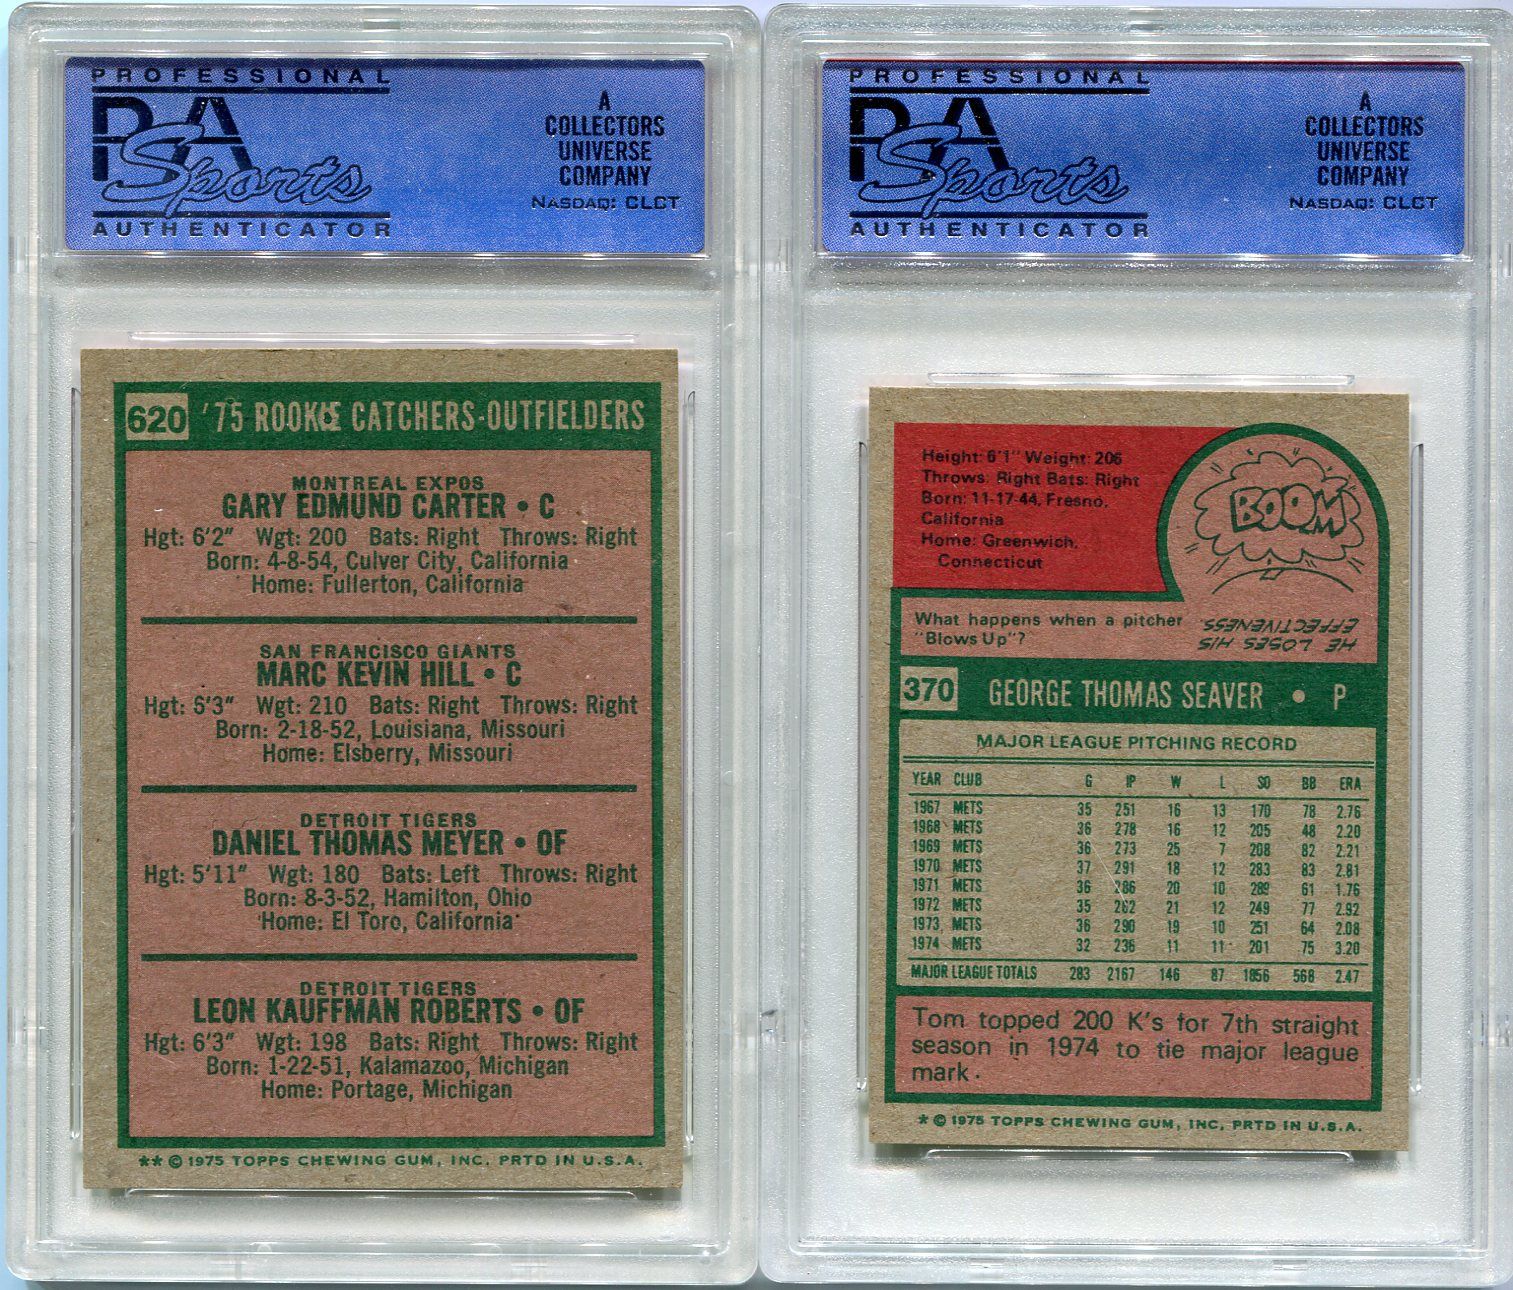 PROFESSIONAL
PSA
Sports
AUTHENTICATOR
A
COLLECTORS
UNIVERSE
COMPANY
NASDAQ: CLCT
620 '75 ROOKIE CATCHERS-OUTFIELDERS
MONTREAL EXPOS
GARY EDMUND CARTER • C
Hgt: 6'2" Wgt: 200 Bats: Right Throws: Right
Born: 4-8-54, Culver City, California
Home: Fullerton, California
SAN FRANCISCO GIANTS
MARC KEVIN HILL • C
Hgt: 6'3" Wgt: 210 Bats: Right Throws: Right
Born: 2-18-52, Louisiana, Missouri
Home: Elsberry, Missouri
DETROIT TIGERS
DANIEL THOMAS MEYER • OF
Hgt: 5'11" Wgt: 180 Bats: Left Throws: Right
Born: 8-3-52, Hamilton, Ohio
Home: El Toro, California
DETROIT TIGERS
LEON KAUFFMAN ROBERTS • OF
Hgt: 6'3" Wgt: 198 Bats: Right Throws: Right
Born: 1-22-51, Kalamazoo, Michigan
Home: Portage, Michigan
** © 1975 TOPPS CHEWING GUM, INC. PRTD IN U.S.A.
PROFESSIONAL
PSA
Sports
AUTHENTICATOR
A
COLLECTORS
UNIVERSE
COMPANY
NASDAQ: CLCT
Height: 6'1" Weight: 206
Throws: Right Bats: Right
Born: 11-17-44, Fresno,
California
Home: Greenwich,
Connecticut
BOOM
What happens when a pitcher
"Blows Up"?
HE LOSES HIS
EFFECTIVENESS.
370 GEORGE THOMAS SEAVER • P
MAJOR LEAGUE PITCHING RECORD
YEAR CLUB G IP W L SO BB ERA
1967 METS 35 251 16 13 170 78 2.76
1968 METS 36 278 16 12 205 48 2.20
1969 METS 36 273 25 7 208 82 2.21
1970 METS 37 291 18 12 283 83 2.81
1971 METS 36 286 20 10 289 61 1.76
1972 METS 35 262 21 12 249 77 2.92
1973 METS 36 290 19 10 251 64 2.08
1974 METS 32 236 11 11 201 75 3.20
MAJOR LEAGUE TOTALS 283 2167 146 87 1856 568 2.47
Tom topped 200 K's for 7th straight
season in 1974 to tie major league
mark.
* © 1975 TOPPS CHEWING GUM, INC. PRTD. IN U.S.A.